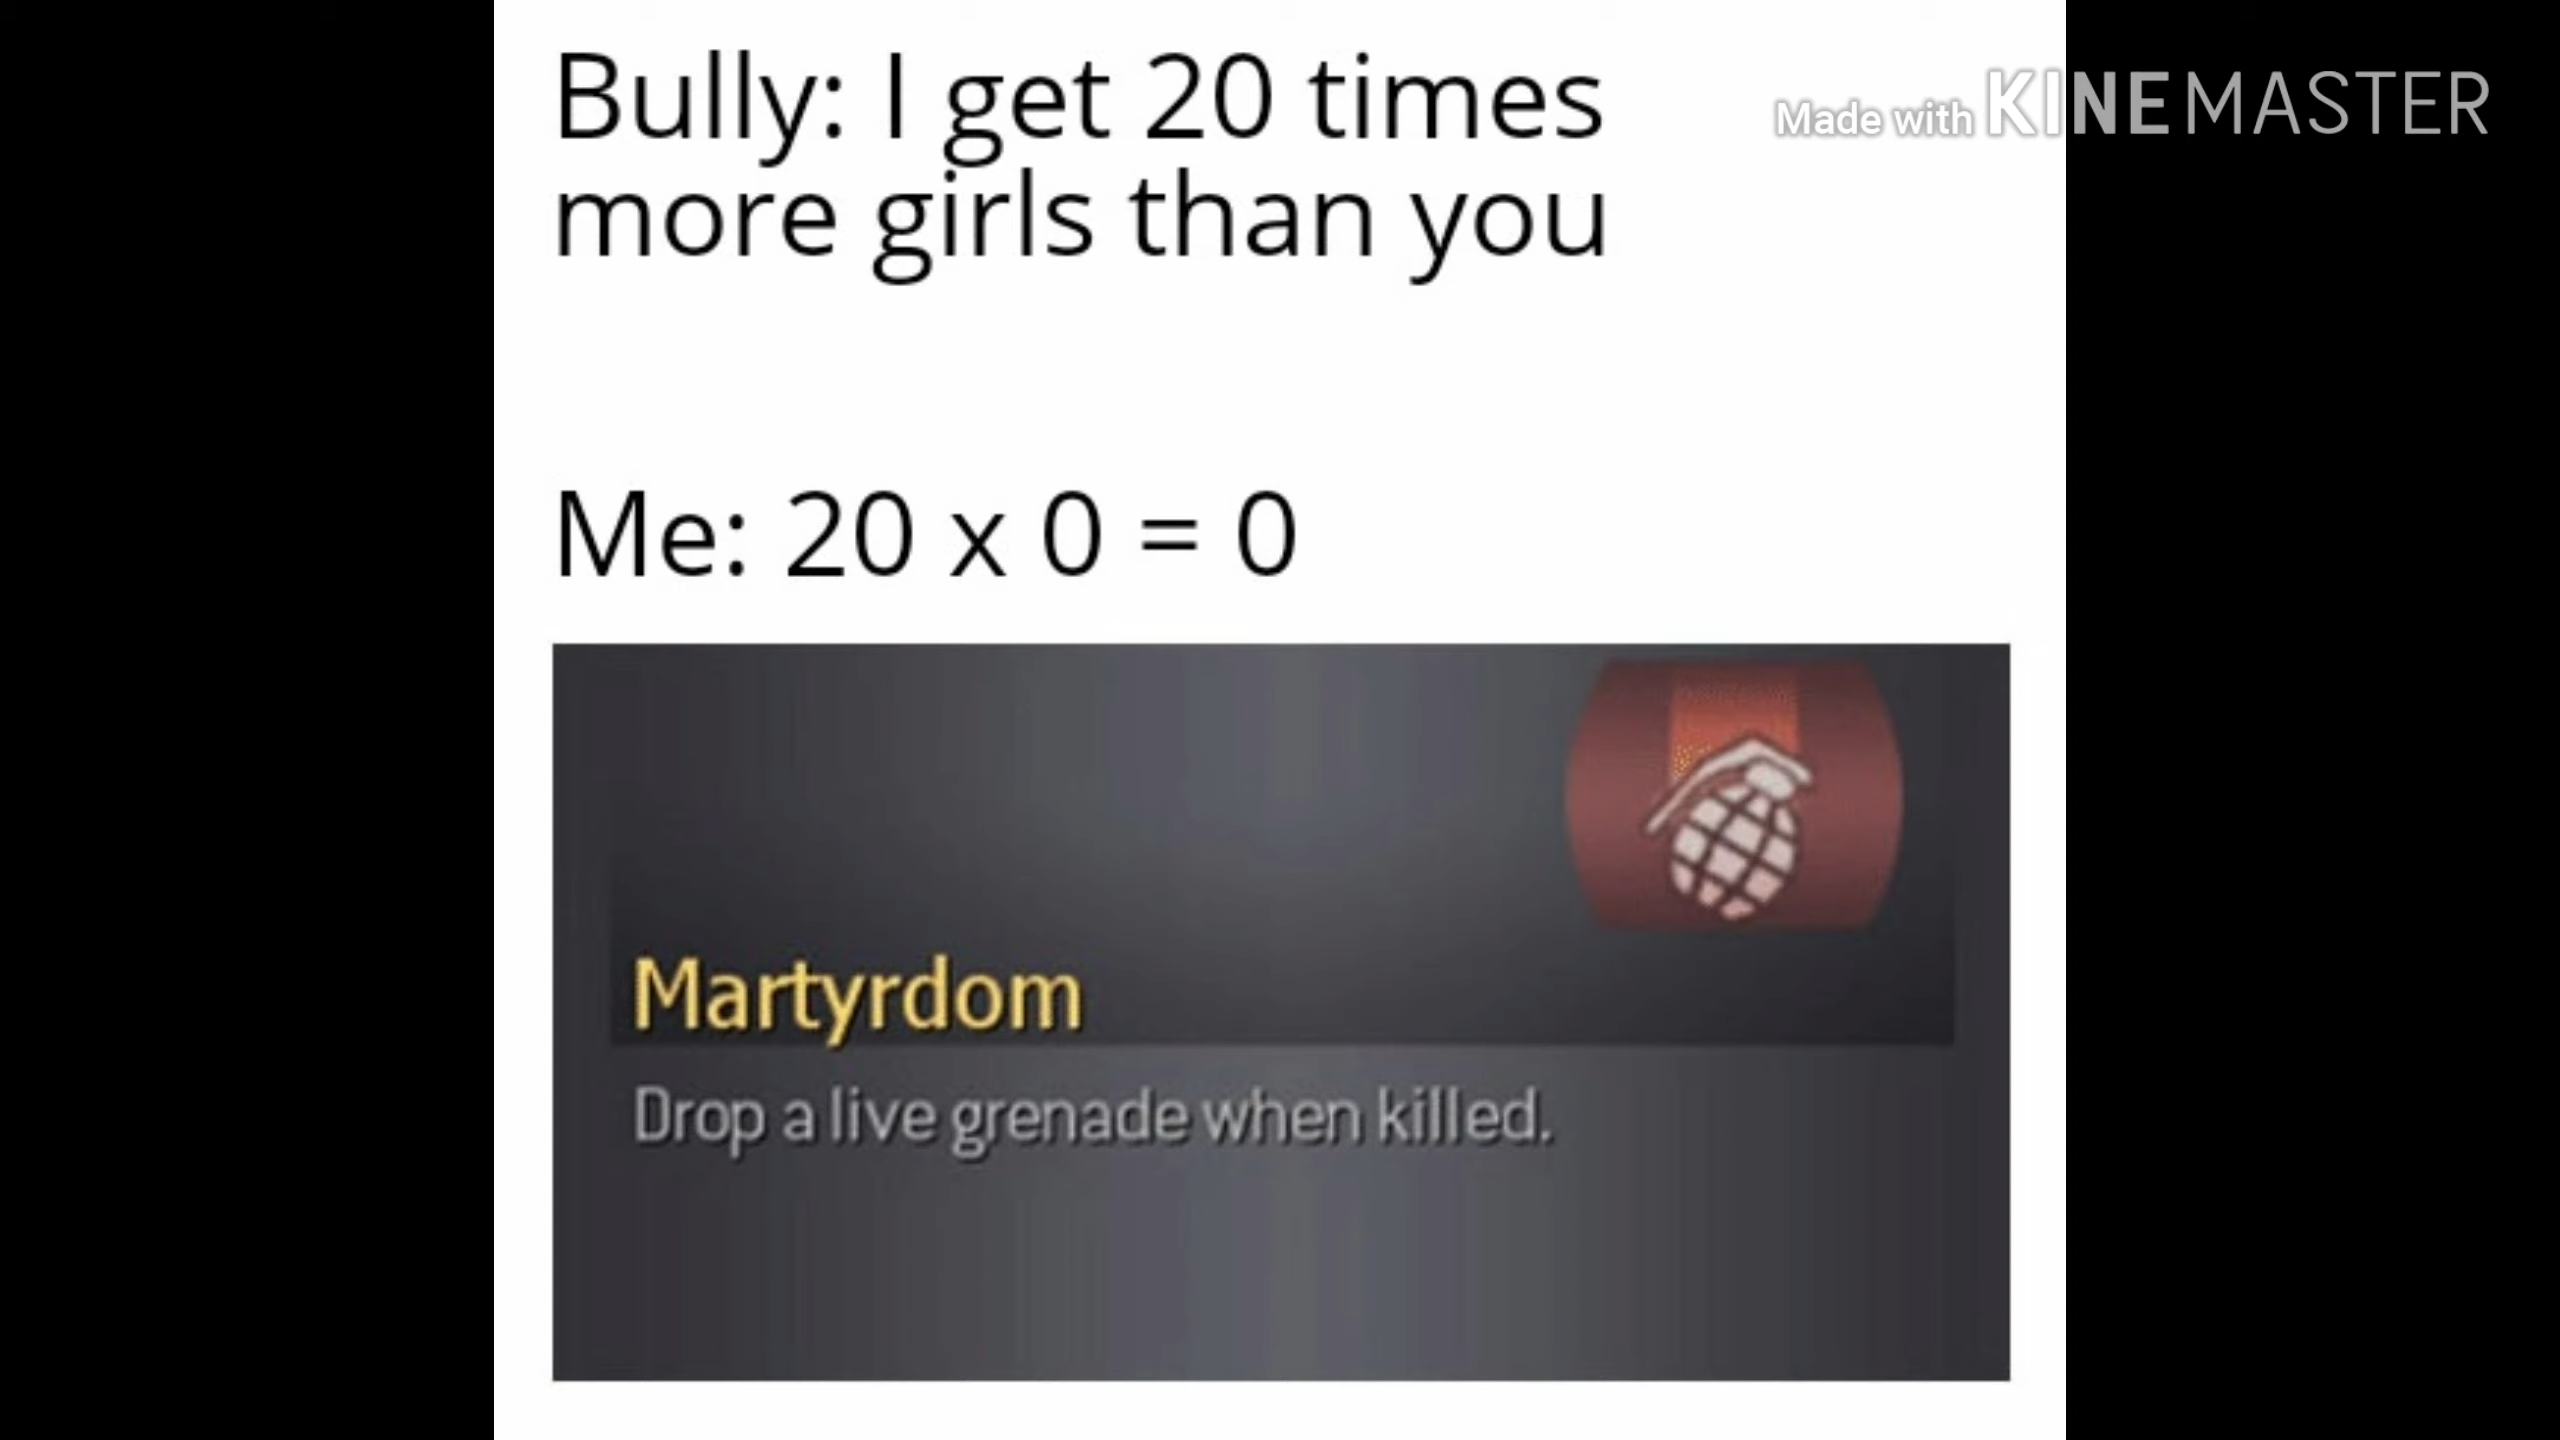 Bully: I get 20 times
more girls than you
Made with KINEMASTER
Me: 20 x 0 = 0
Martyrdom
Drop a live grenade when killed.